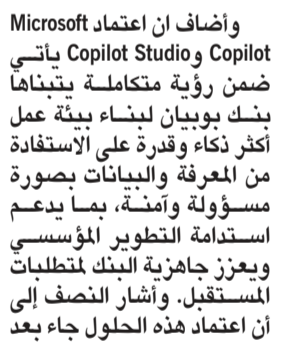 وأضاف ان اعتماد Microsoft
Copilot وCopilot Studio يأتي
ضمن رؤية متكاملة يتبناها
بنك بوبيان لبناء بيئة عمل
أكثر ذكاء وقدرة على الاستفادة
من المعرفة والبيانات بصورة
مسؤولة وآمنة، بما يدعم
استدامة التطوير المؤسسي
ويعزز جاهزية البنك لمتطلبات
المستقبل. وأشار النصف إلى
أن اعتماد هذه الحلول جاء بعد